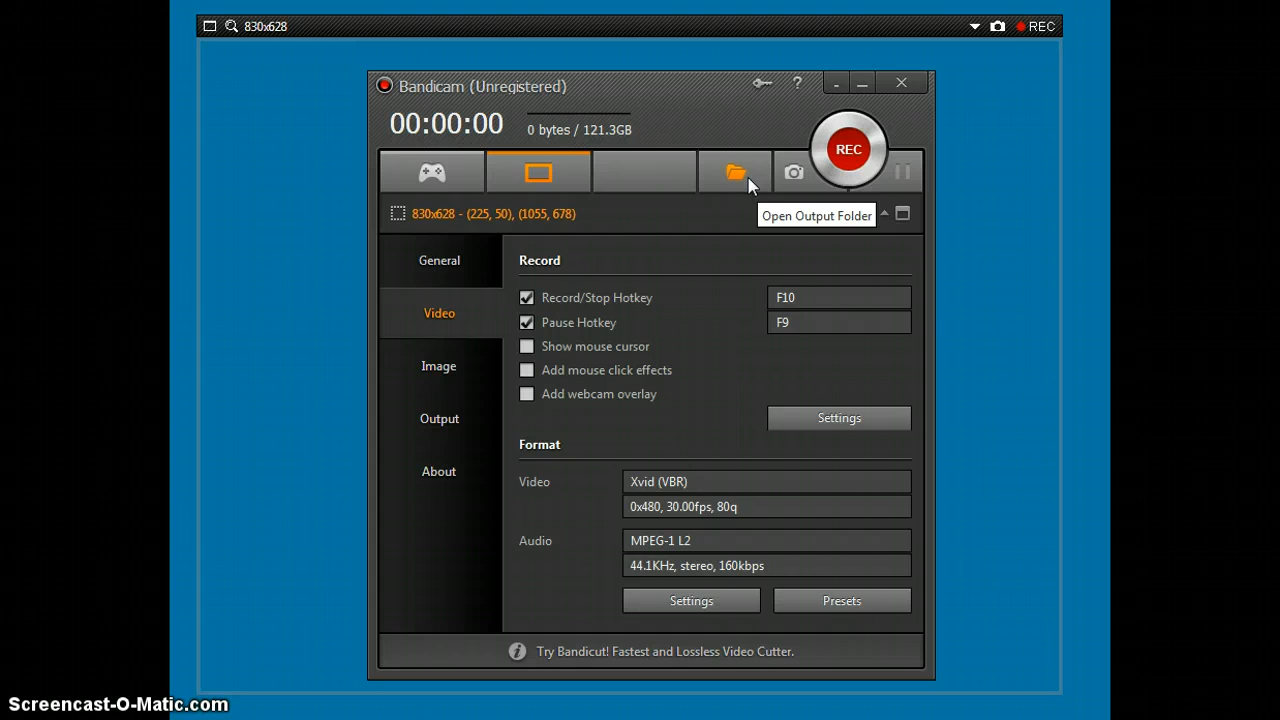 830x628
REC
Bandicam (Unregistered)
?
00:00:00
0 bytes / 121.3GB
REC
830x628 - (225, 50), (1055, 678)
Open Output Folder
General
Video
Image
Output
About
Record
Record/Stop Hotkey
F10
Pause Hotkey
F9
Show mouse cursor
Add mouse click effects
Add webcam overlay
Settings
Format
Video
Xvid (VBR)
0x480, 30.00fps, 80q
Audio
MPEG-1 L2
44.1KHz, stereo, 160kbps
Settings
Presets
Try Bandicut! Fastest and Lossless Video Cutter.
Screencast-O-Matic.com